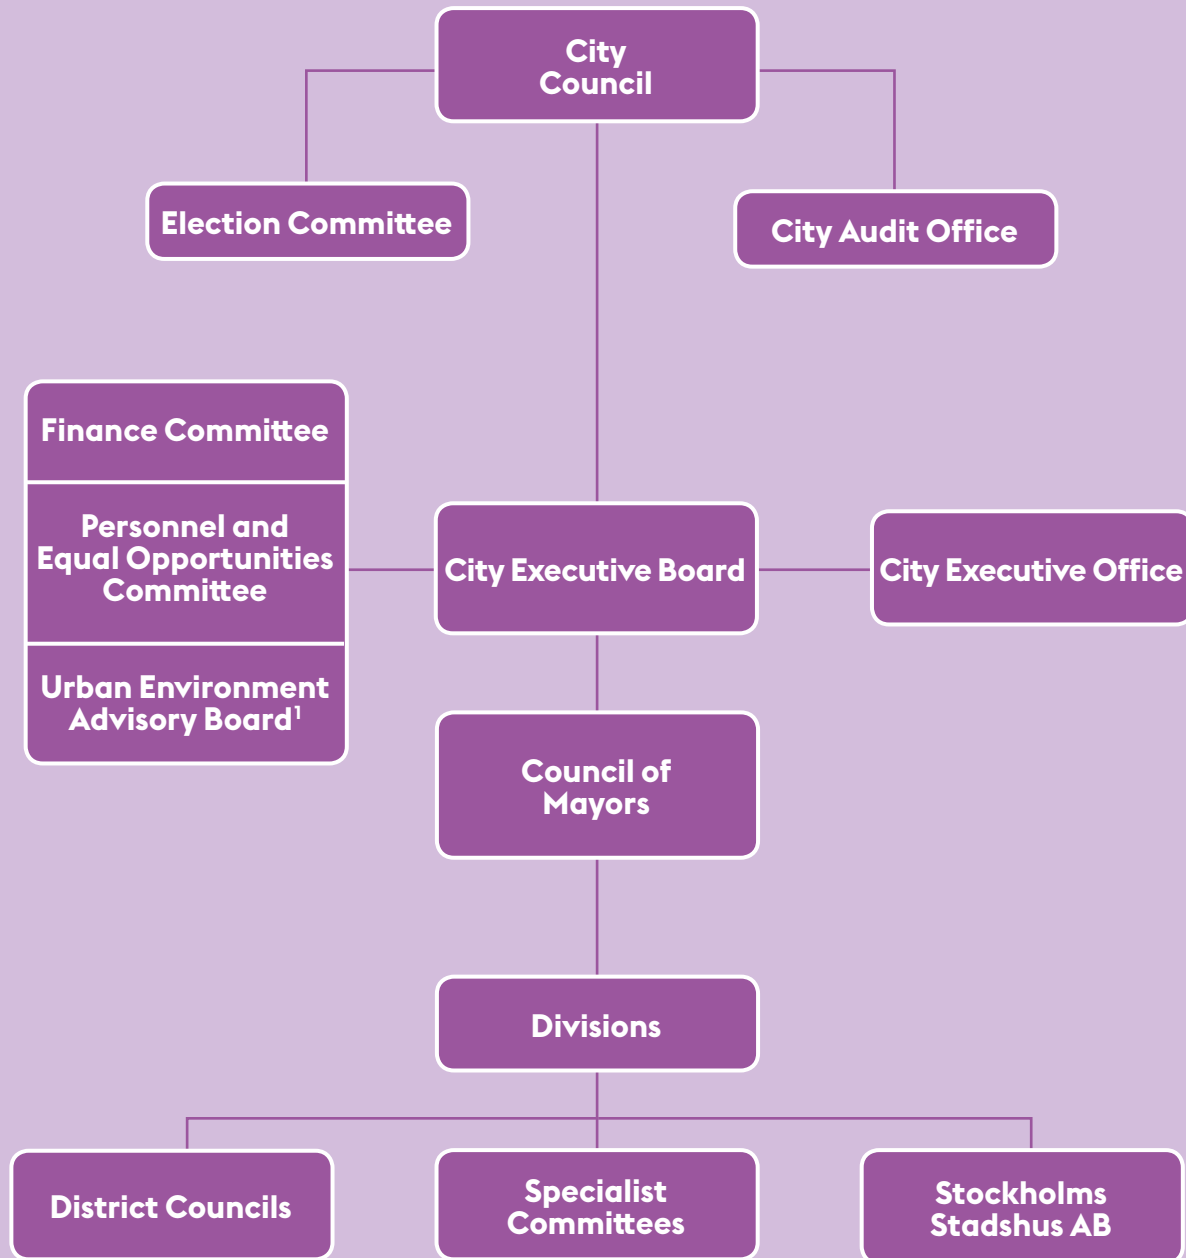 City
Council
Election Committee
City Audit Office
Finance Committee
Personnel and
Equal Opportunities
Committee
Urban Environment
Advisory Board¹
City Executive Board
City Executive Office
Council of
Mayors
Divisions
District Councils
Specialist
Committees
Stockholms
Stadshus AB